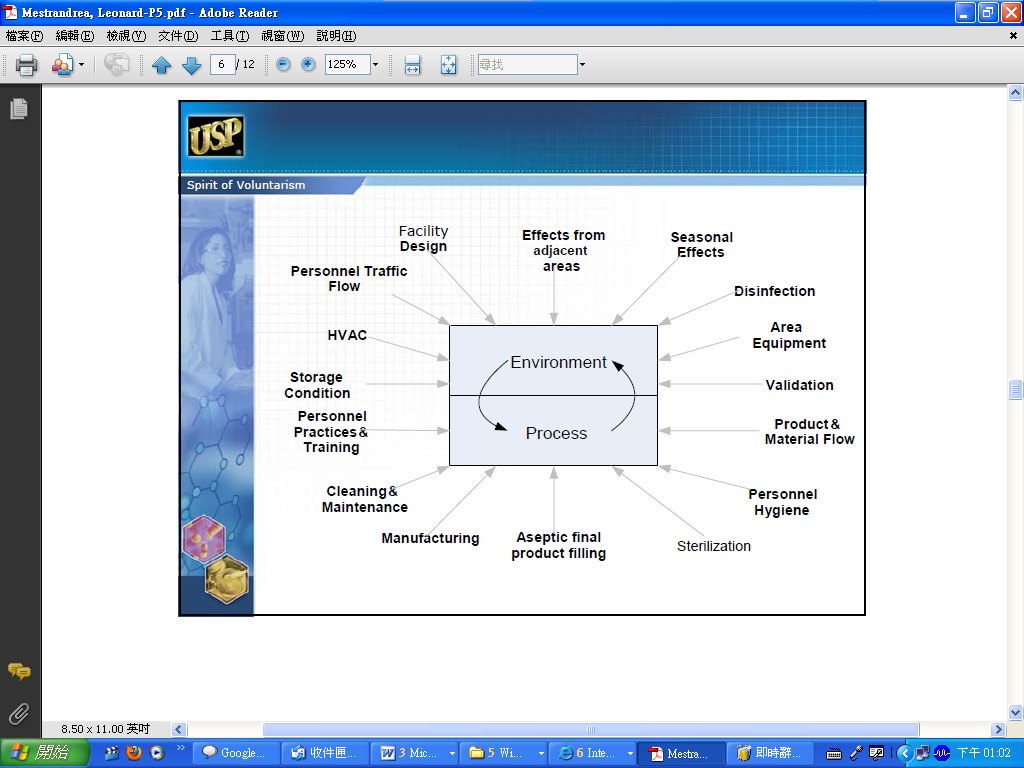 Mestrandrea, Leonard-P5.pdf - Adobe Reader
檔案(F) 編輯(E) 檢視(V) 文件(D) 工具(T) 視窗(W) 說明(H)
6 / 12 125% 尋找
USP
®
Spirit of Voluntarism
Facility
Design
Effects from
adjacent
areas
Seasonal
Effects
Personnel Traffic
Flow
Disinfection
HVAC
Area
Equipment
Environment
Storage
Condition
Validation
Personnel
Practices &
Training
Process
Product &
Material Flow
Cleaning &
Maintenance
Personnel
Hygiene
Manufacturing
Aseptic final
product filling
Sterilization
8.50 x 11.00 英吋
開始 Google... 收件匣... 3 Mic... 5 Wi... 6 Inte... Mestra... 即時辭... 下午 01:02